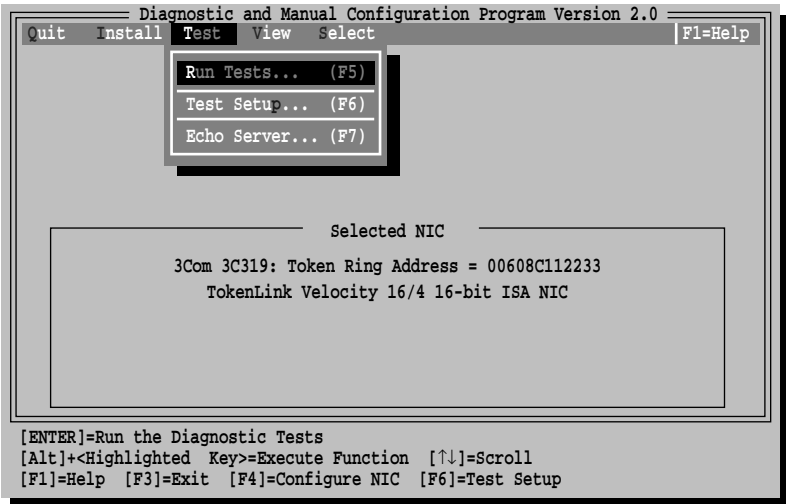 Diagnostic and Manual Configuration Program Version 2.0
Quit Install Test View Select F1=Help
Run Tests... (F5)
Test Setup... (F6)
Echo Server... (F7)
Selected NIC
3Com 3C319: Token Ring Address = 00608C112233
TokenLink Velocity 16/4 16-bit ISA NIC
[ENTER]=Run the Diagnostic Tests
[Alt]+<Highlighted Key>=Execute Function [↑↓]=Scroll
[F1]=Help [F3]=Exit [F4]=Configure NIC [F6]=Test Setup